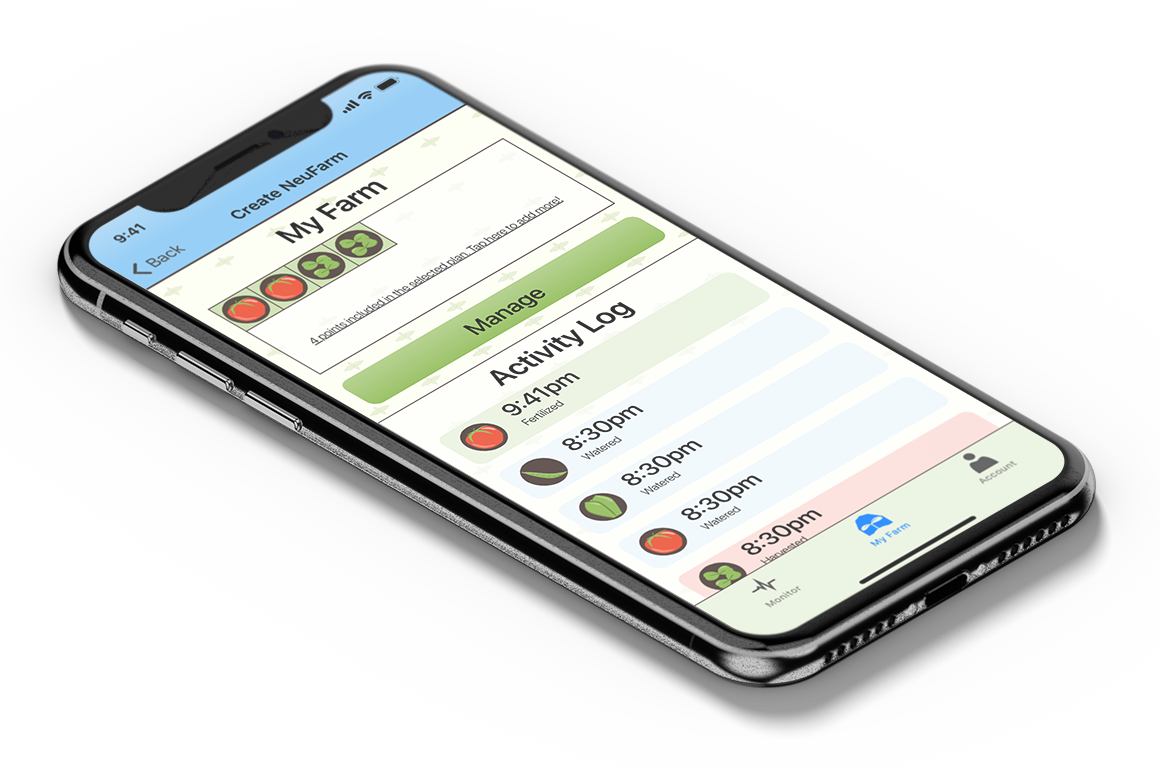 9:41
Back
Create NeuFarm
My Farm
4 points included in the selected plan. Tap here to add more!
Manage
Activity Log
9:41pm
Fertilized
8:30pm
Watered
8:30pm
Watered
8:30pm
Watered
8:30pm
Harvested
Monitor
My Farm
Account